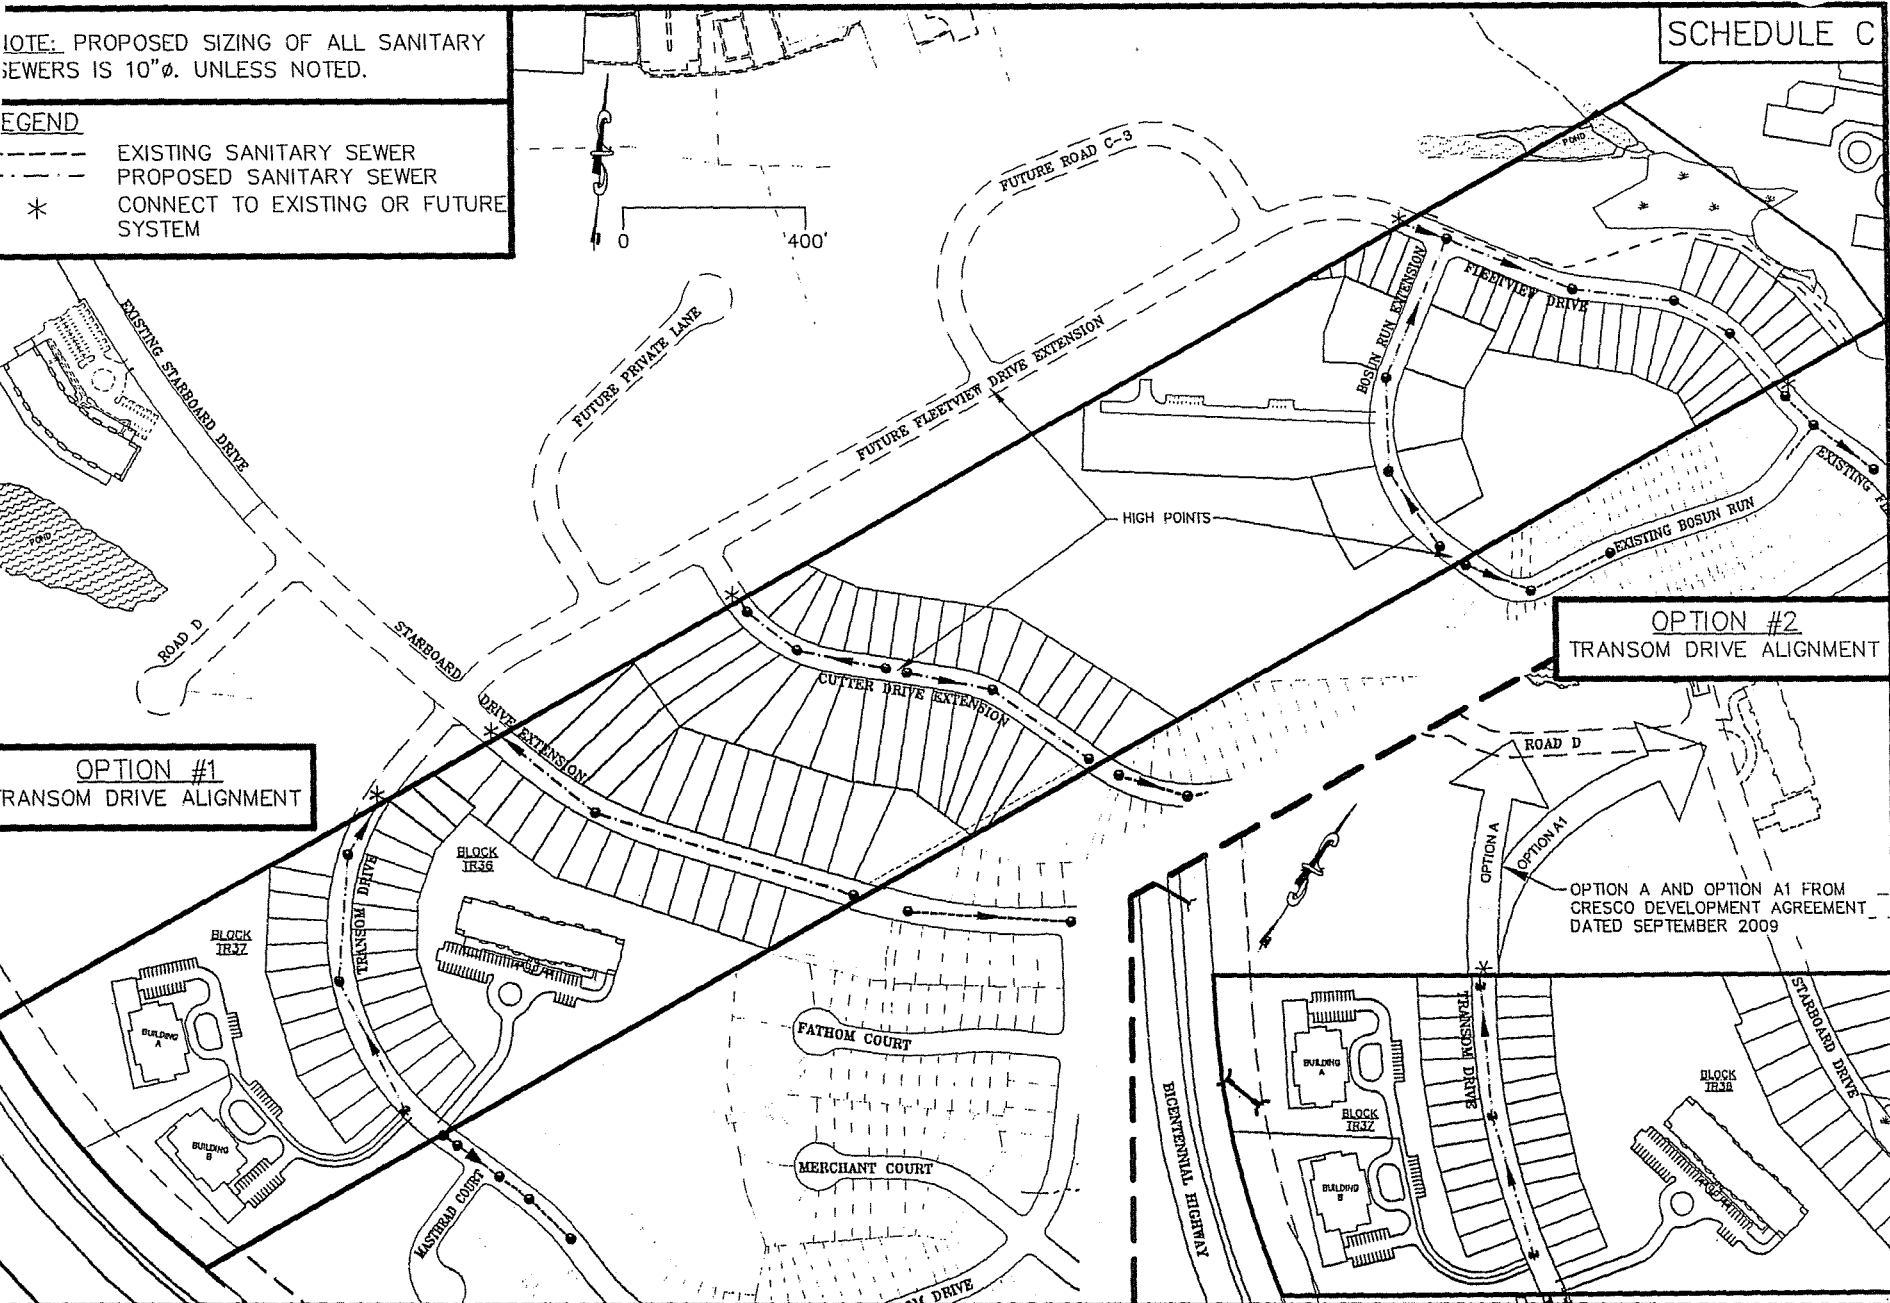 SCHEDULE C
NOTE: PROPOSED SIZING OF ALL SANITARY
SEWERS IS 10"ø. UNLESS NOTED.
LEGEND
EXISTING SANITARY SEWER
PROPOSED SANITARY SEWER
CONNECT TO EXISTING OR FUTURE
SYSTEM
0 400'
FUTURE ROAD C-3
POND
EXISTING STARBOARD DRIVE
FUTURE PRIVATE LANE
FUTURE FLEETVIEW DRIVE EXTENSION
BOSUN RUN EXTENSION
FLEETVIEW DRIVE
HIGH POINTS
EXISTING BOSUN RUN
EXISTING
POND
ROAD D
STARBOARD
DRIVE EXTENSION
CUTTER DRIVE EXTENSION
OPTION #1
TRANSOM DRIVE ALIGNMENT
OPTION #2
TRANSOM DRIVE ALIGNMENT
ROAD D
OPTION A
OPTION A1
OPTION A AND OPTION A1 FROM
CRESCO DEVELOPMENT AGREEMENT
DATED SEPTEMBER 2009
BLOCK
TR36
BLOCK
TR37
TRANSOM DRIVE
BUILDING
A
BUILDING
B
MASTHEAD COURT
FATHOM COURT
MERCHANT COURT
OM DRIVE
BICENTENNIAL HIGHWAY
BUILDING
A
BLOCK
TR37
BUILDING
B
TRANSOM DRIVE
STARBOARD DRIVE
BLOCK